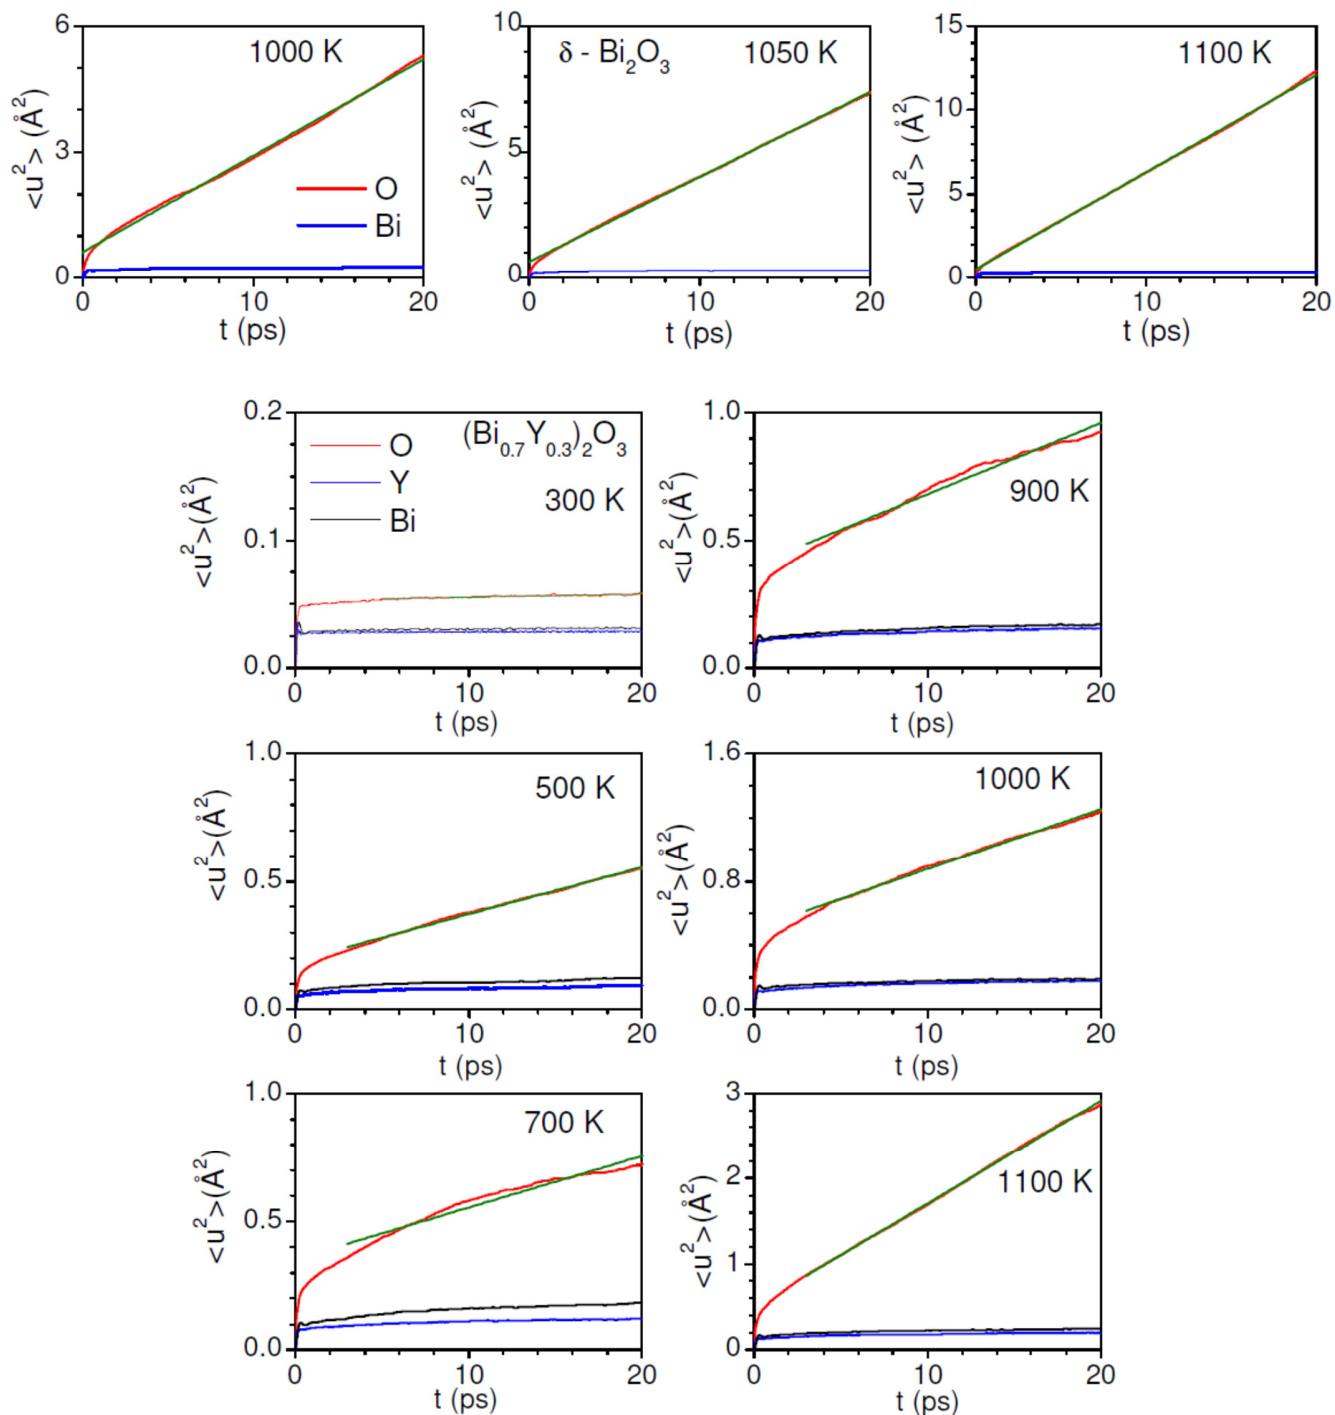 6
3
0
0
10
20
<u²> (Å²)
t (ps)
1000 K
O
Bi
10
5
0
0
10
20
<u²> (Å²)
t (ps)
δ - Bi₂O₃ 1050 K
15
10
5
0
0
10
20
<u²> (Å²)
t (ps)
1100 K
0.2
0.1
0.0
0
10
20
<u²>(Å²)
t (ps)
O
Y
Bi
(Bi₀.₇Y₀.₃)₂O₃
300 K
1.0
0.5
0.0
0
10
20
<u²>(Å²)
t (ps)
900 K
1.0
0.5
0.0
0
10
20
<u²>(Å²)
t (ps)
500 K
1.6
0.8
0.0
0
10
20
<u²>(Å²)
t (ps)
1000 K
1.0
0.5
0.0
0
10
20
<u²>(Å²)
t (ps)
700 K
3
2
1
0
0
10
20
<u²>(Å²)
t (ps)
1100 K